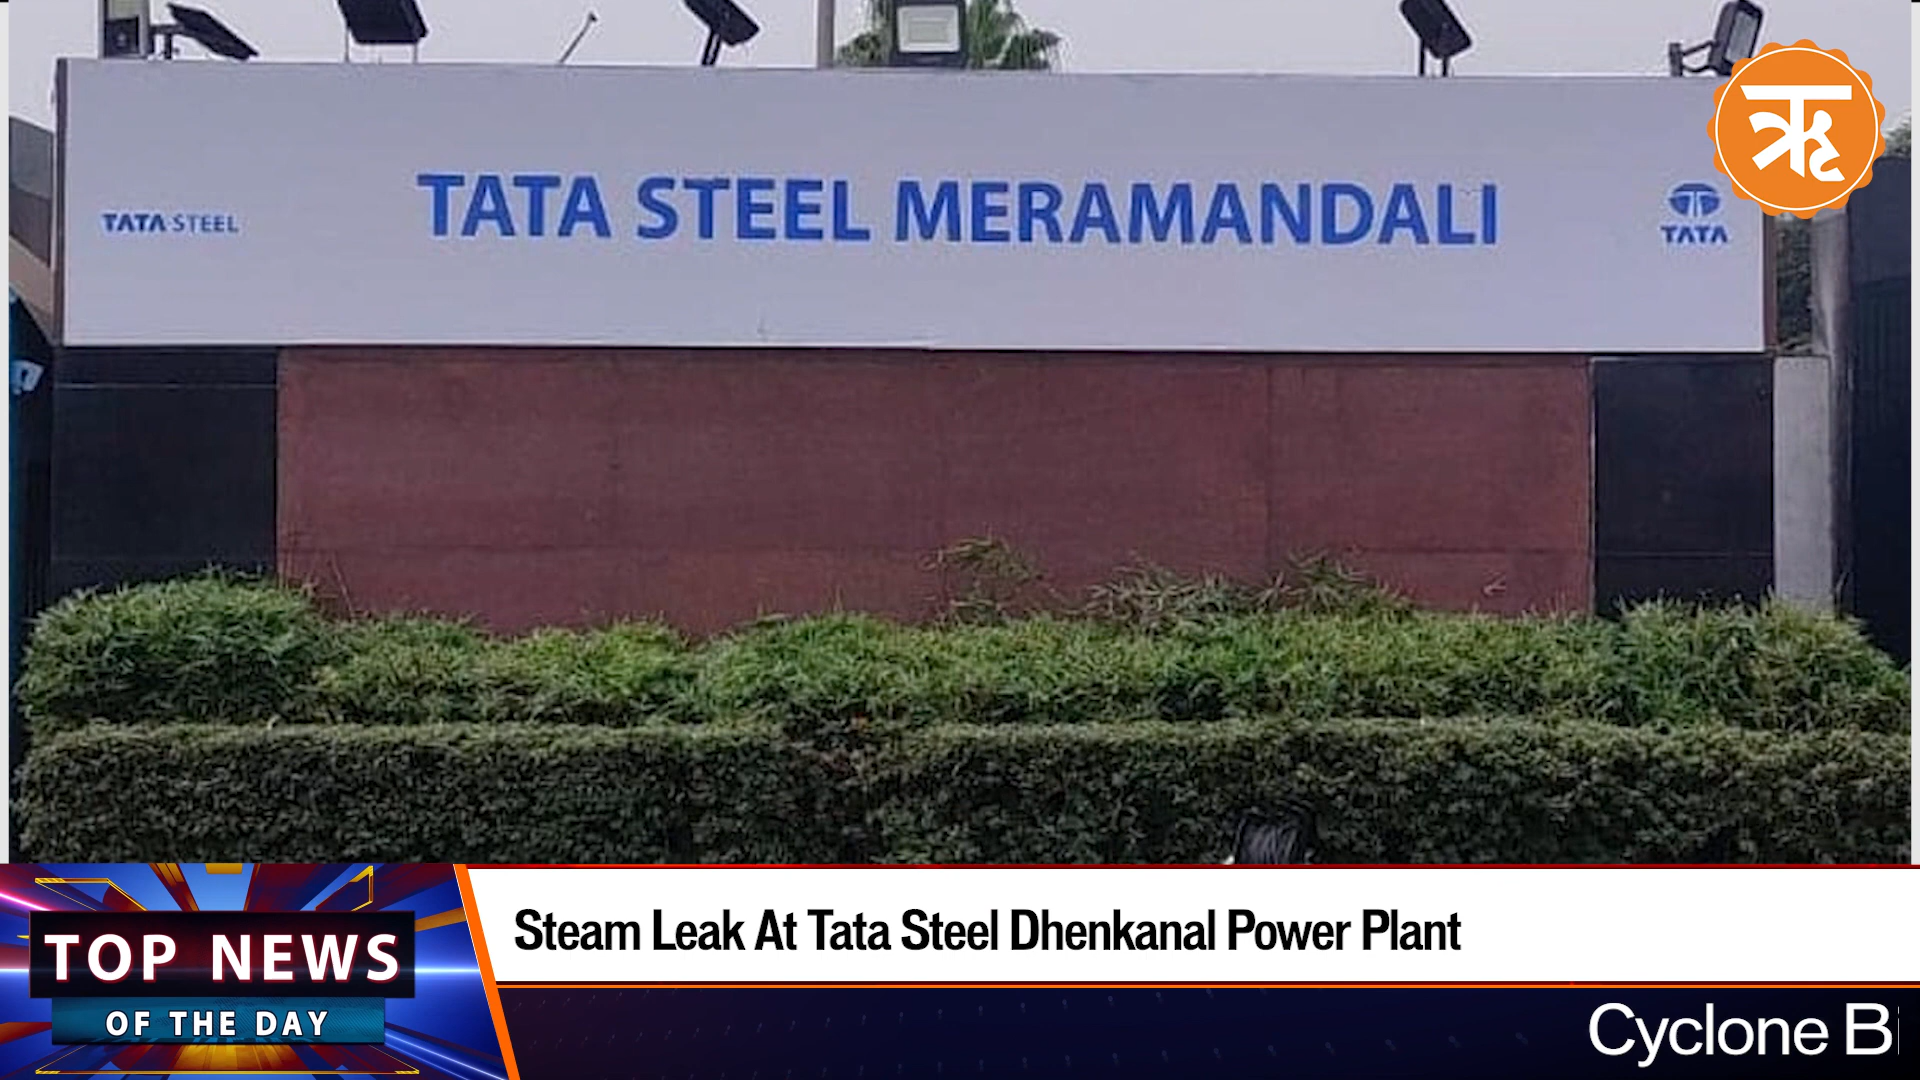 TATA STEEL
TATA STEEL MERAMANDALI
TATA
ऋ
TOP NEWS
OF THE DAY
Steam Leak At Tata Steel Dhenkanal Power Plant
Cyclone B